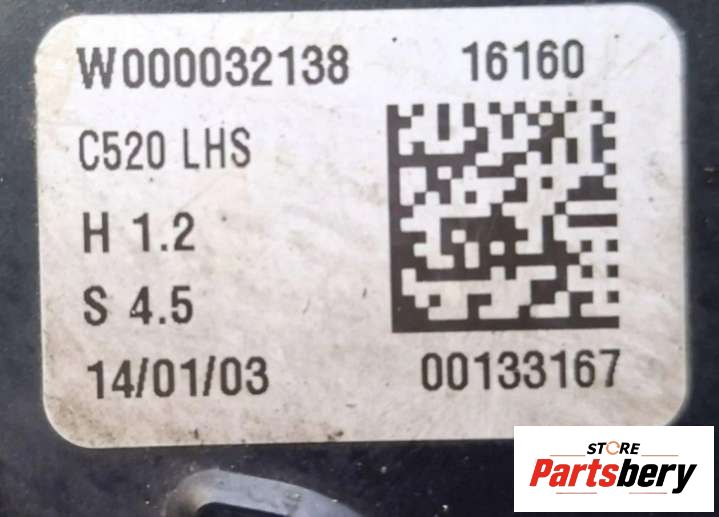 W000032138 16160
C520 LHS
H 1.2
S 4.5
14/01/03 00133167
STORE
Partsbery